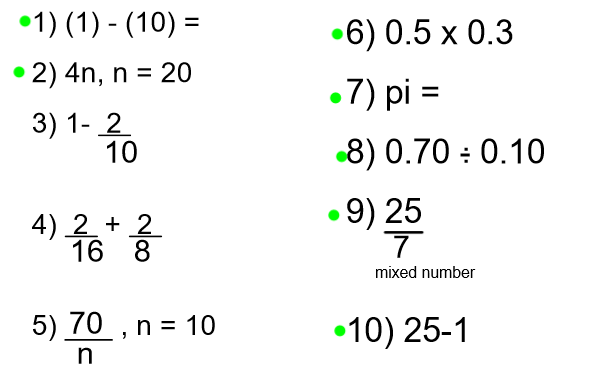 1) (1) - (10) =
2) 4n, n = 20
3) 1- 2/10
4) 2/16 + 2/8
5) 70/n , n = 10
6) 0.5 x 0.3
7) pi =
8) 0.70 ÷ 0.10
9) 25/7
mixed number
10) 25-1